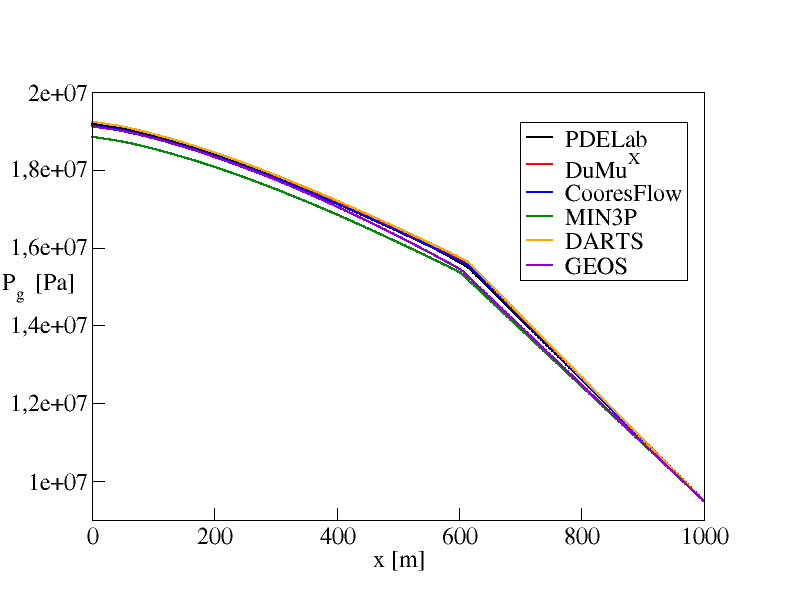 2e+07
1,8e+07
1,6e+07
P_g [Pa]
1,4e+07
1,2e+07
1e+07
0 200 400 600 800 1000
x [m]
PDELab
DuMu^X
CooresFlow
MIN3P
DARTS
GEOS